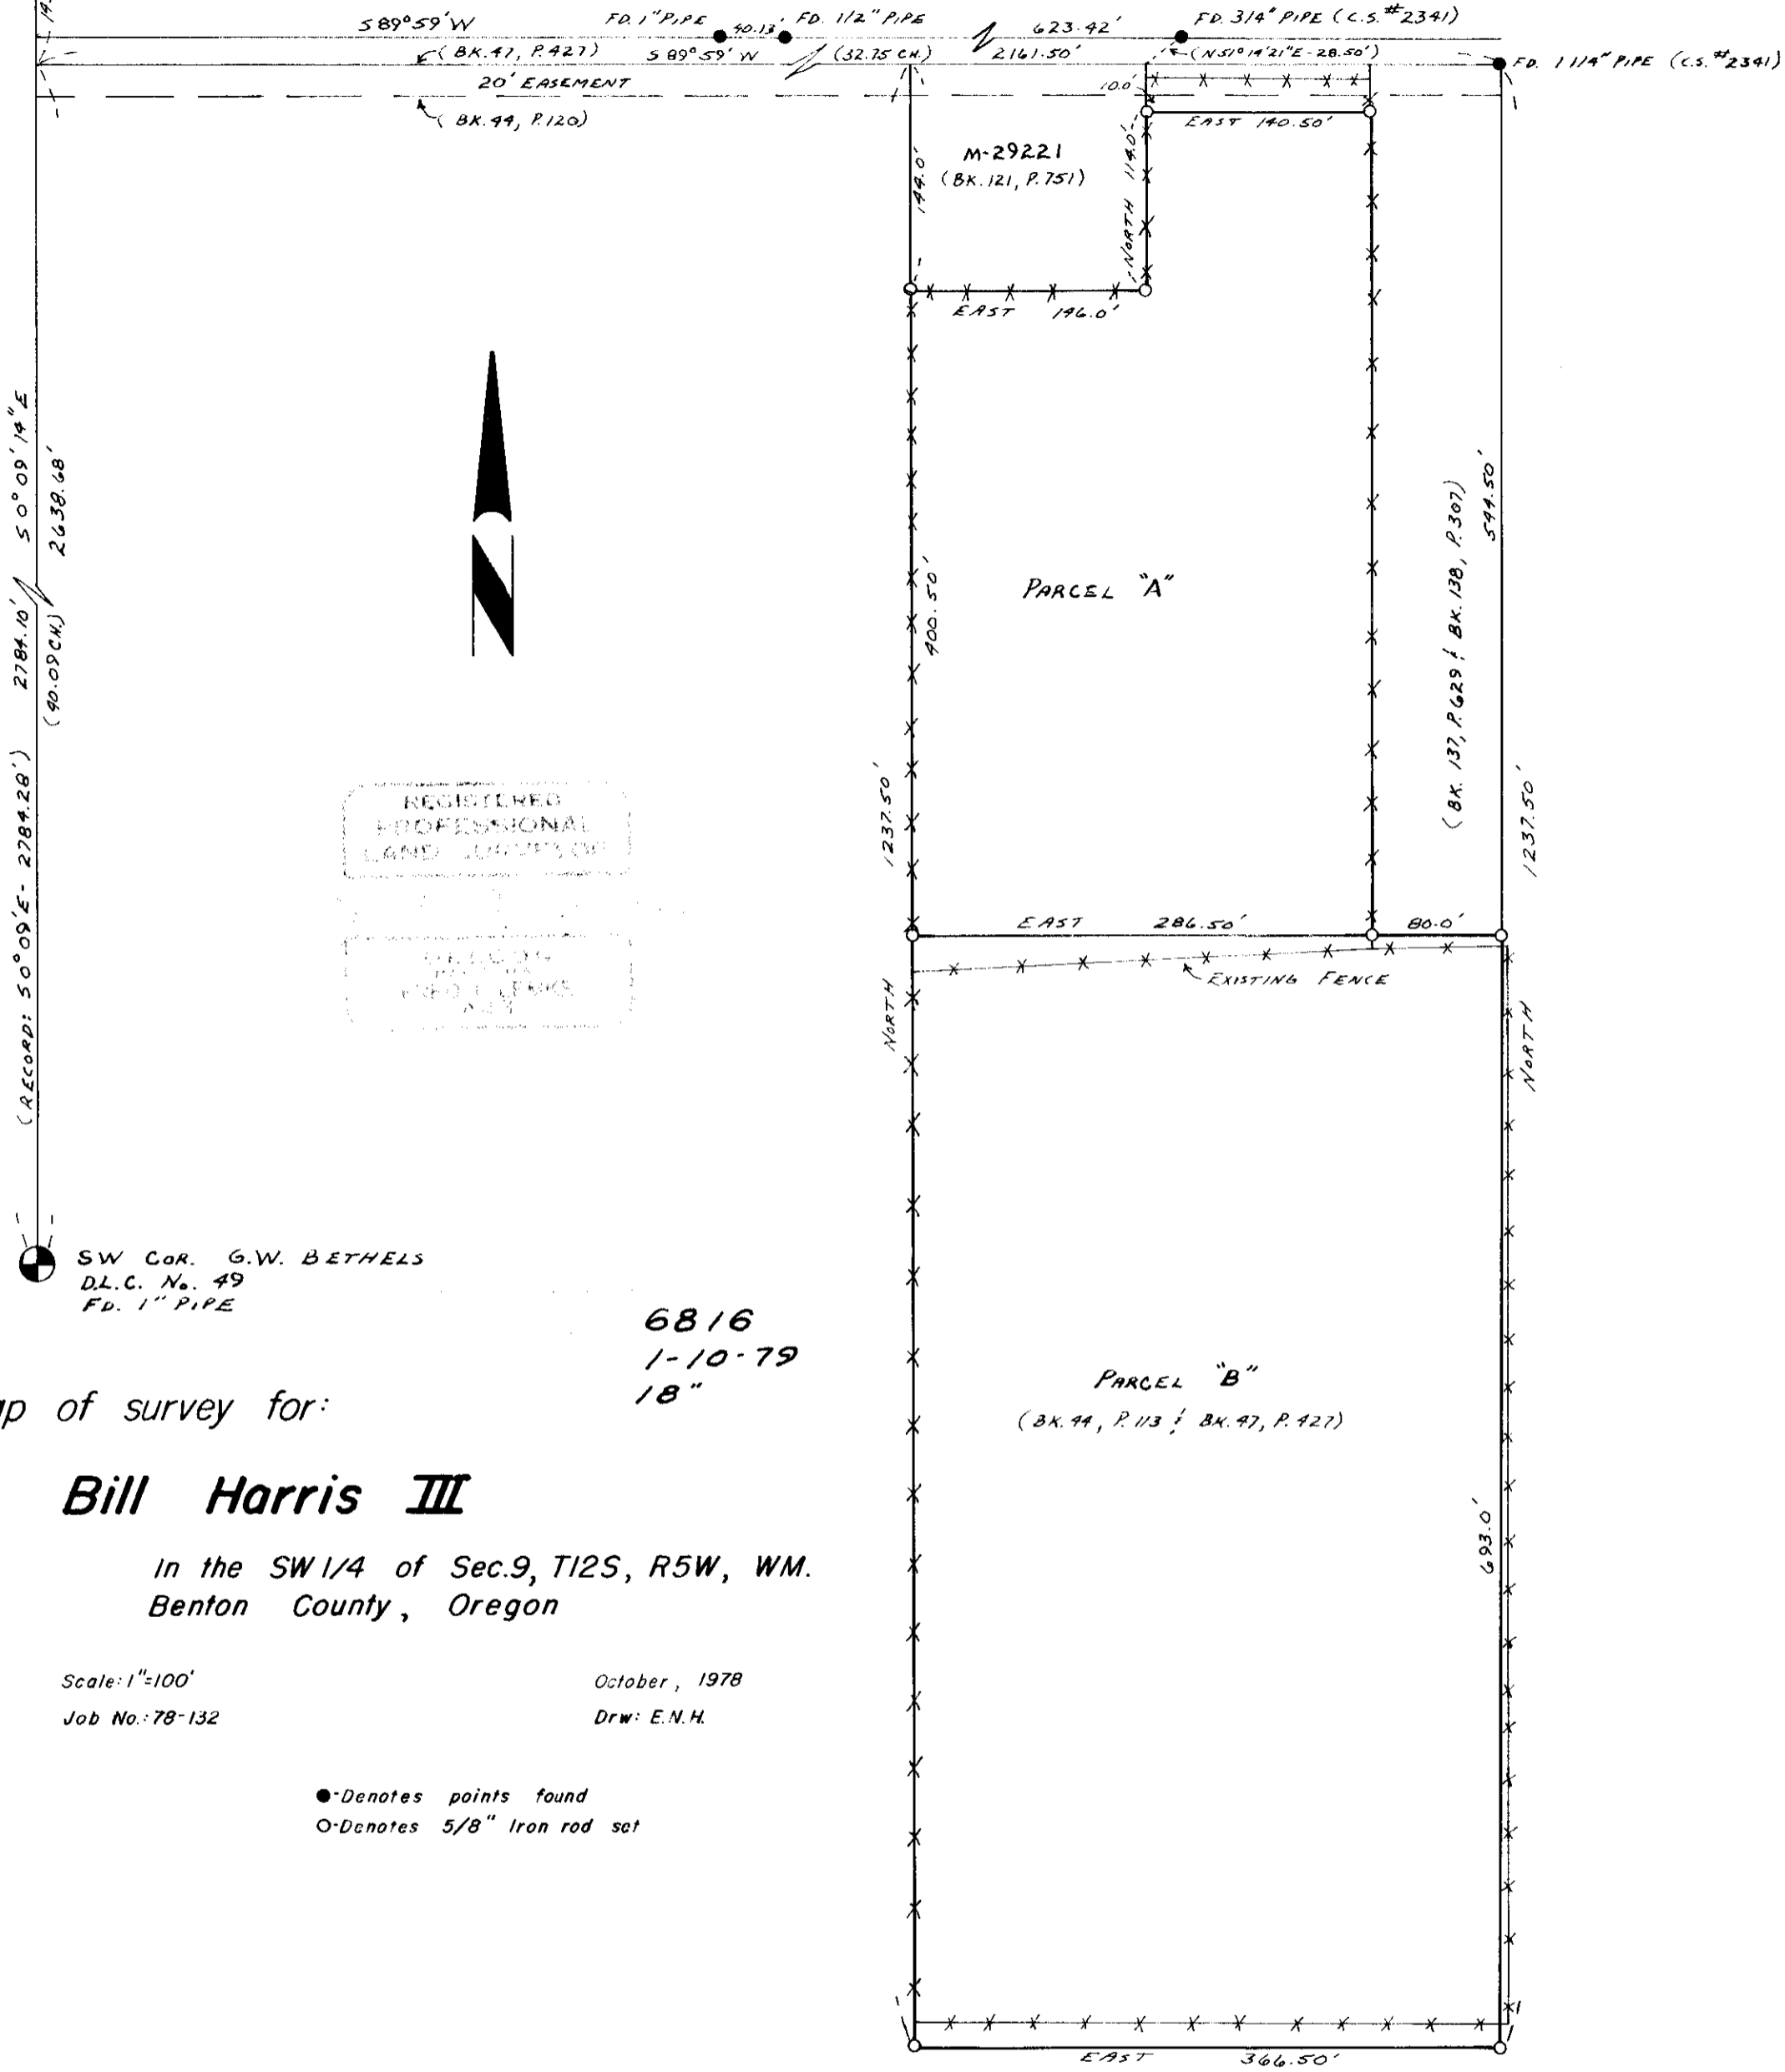 S 89°59' W
FD. 1" PIPE
40.13'
FD. 1/2" PIPE
623.42'
FD. 3/4" PIPE (C.S. #2341)
(BK. 47, P. 427)
S 89°59' W
(32.75 CH.)
2161.50'
(N51°14'21"E - 28.50')
FD. 1 1/4" PIPE (C.S. #2341)
20' EASEMENT
(BK. 44, P. 120)
10.0'
EAST 140.50'
M-29221
(BK. 121, P. 751)
144.0'
NORTH 114.0'
EAST 146.0'
S 0°09'14"E
2638.68'
2784.10'
(40.09 CH.)
(RECORD: S 0°09'E - 2784.28')
N
400.50'
PARCEL "A"
544.50'
(BK. 137, P. 629 & BK. 138, P. 307)
1237.50'
1237.50'
REGISTERED
PROFESSIONAL
LAND SURVEYOR
OREGON
EAST 286.50'
80.0'
EXISTING FENCE
NORTH
NORTH
SW COR. G.W. BETHELS
D.L.C. No. 49
FD. 1" PIPE
6816
1-10-79
18"
p of survey for:
Bill Harris III
In the SW 1/4 of Sec. 9, T12S, R5W, WM.
Benton County, Oregon
Scale: 1"=100'
October, 1978
Job No.: 78-132
Drw: E.N.H.
●-Denotes points found
O-Denotes 5/8" Iron rod set
PARCEL "B"
(BK. 44, P. 113 & BK. 47, P. 427)
693.0'
EAST 366.50'